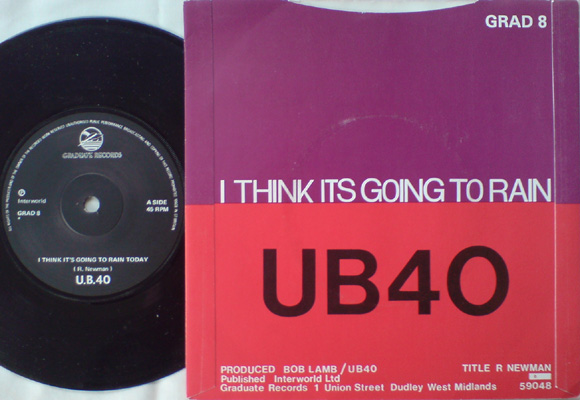 GRADUATE RECORDS
Interworld
GRAD 8
A SIDE
45 RPM
I THINK IT'S GOING TO RAIN TODAY
( R. Newman )
U.B.40
GRAD 8
I THINK ITS GOING TO RAIN
UB40
PRODUCED BOB LAMB/UB40
TITLE R NEWMAN
Published Interworld Ltd
Graduate Records 1 Union Street Dudley West Midlands
59048